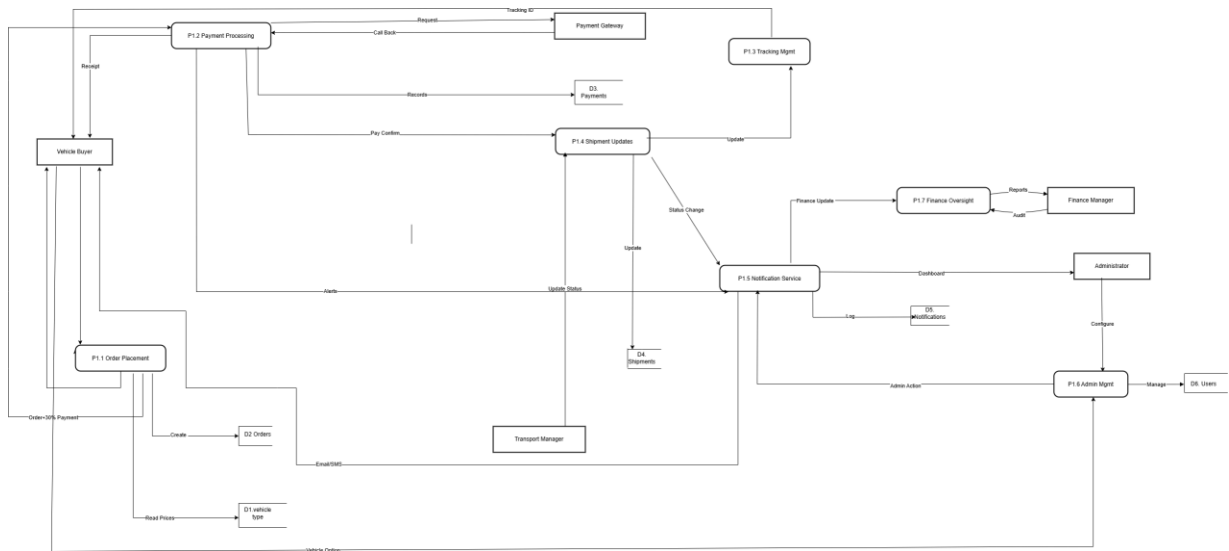 Tracking ID
Request
Payment Gateway
P1.2 Payment Processing
Call Back
P1.3 Tracking Mgmt
Receipt
D3.
Payments
Records
Pay Confirm
P1.4 Shipment Updates
Update
Vehicle Buyer
Reports
P1.7 Finance Oversight
Finance Manager
Finance Update
Status Change
Audit
Update
Administrator
P1.5 Notification Service
Dashboard
Alerts
Update Status
D5.
Notifications
Log
Configure
P1.1 Order Placement
D4.
Shipments
P1.6 Admin Mgmt
Admin Action
Manage
D6. Users
Payment
Create
D2 Orders
Transport Manager
Email/SMS
D1.vehicle
type
Read Prices
Vehicle